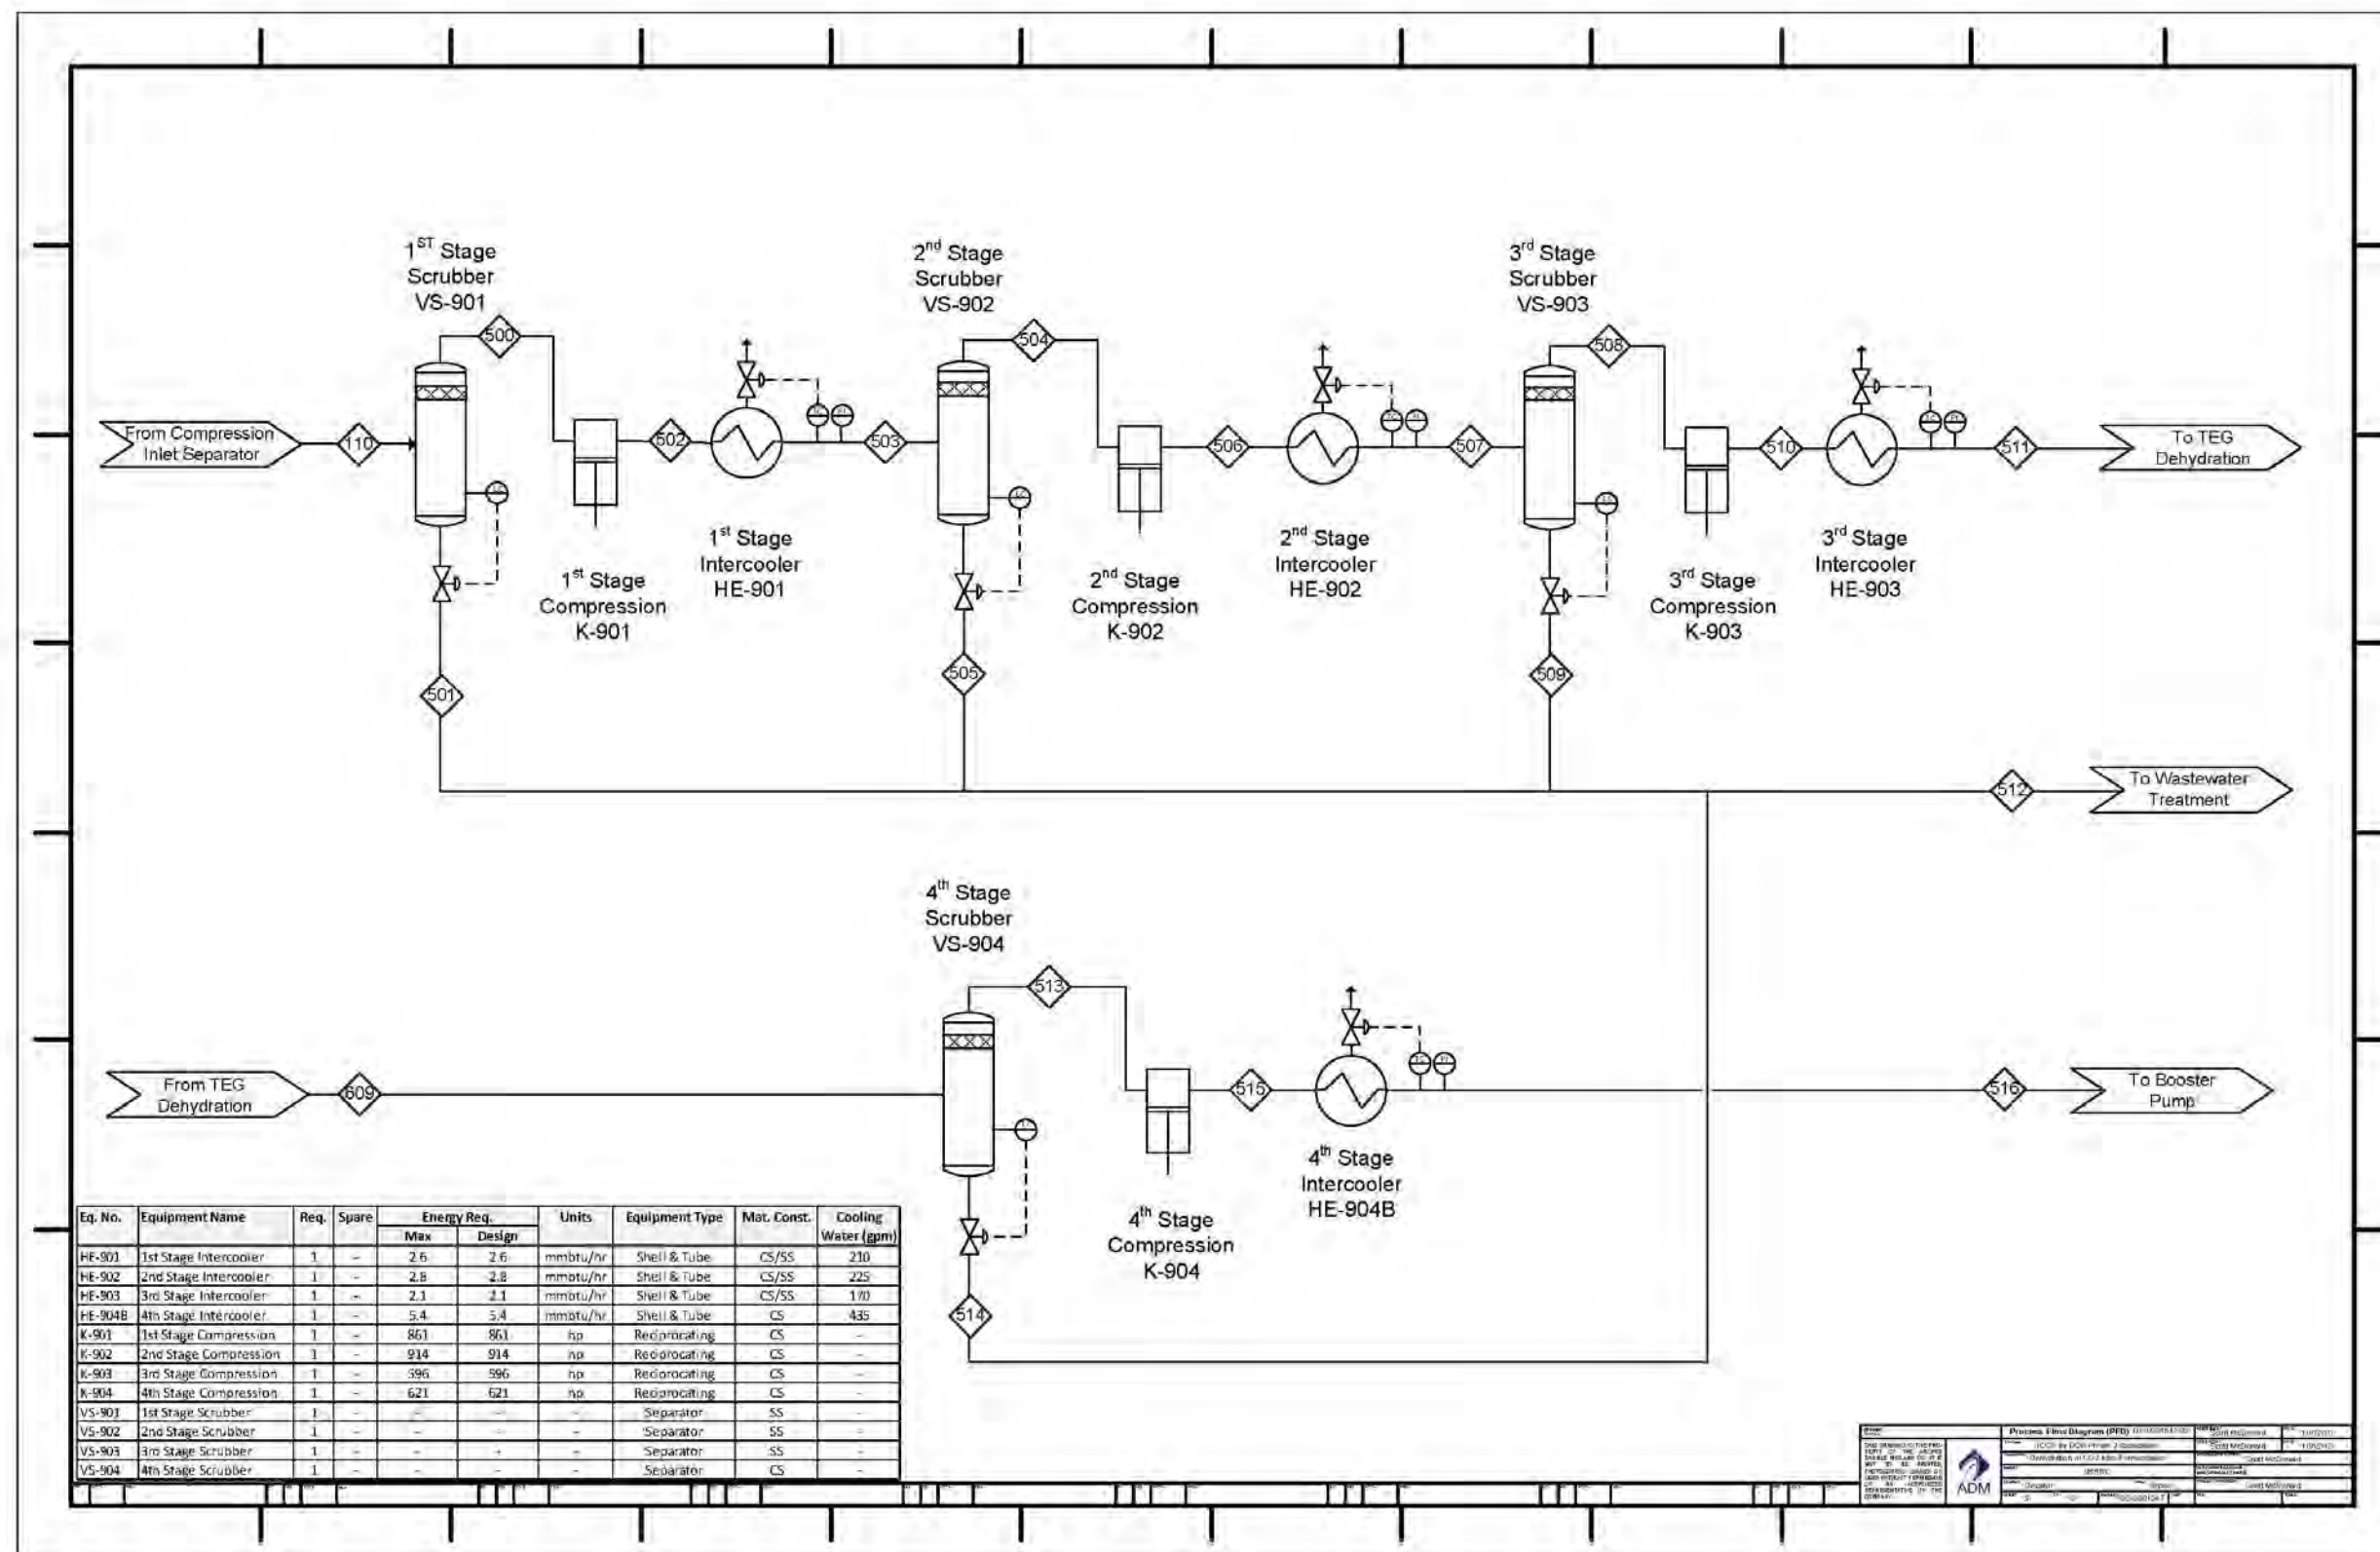 1ST Stage
Scrubber
VS-901
2nd Stage
Scrubber
VS-902
3rd Stage
Scrubber
VS-903
500
504
508
From Compression
Inlet Separator
110
502
503
506
507
510
511
To TEG
Dehydration
1st Stage
Compression
K-901
1st Stage
Intercooler
HE-901
2nd Stage
Compression
K-902
2nd Stage
Intercooler
HE-902
3rd Stage
Compression
K-903
3rd Stage
Intercooler
HE-903
501
505
509
512
To Wastewater
Treatment
4th Stage
Scrubber
VS-904
513
From TEG
Dehydration
609
515
516
To Booster
Pump
4th Stage
Intercooler
HE-904B
4th Stage
Compression
K-904
514
Eq. No. Equipment Name Req. Spare Energy Req. Units Equipment Type Mat. Const. Cooling
Max Design Water (gpm)
HE-901 1st Stage Intercooler 1 - 2.6 2.6 mmbtu/hr Shell & Tube CS/SS 210
HE-902 2nd Stage Intercooler 1 - 2.8 2.8 mmbtu/hr Shell & Tube CS/SS 225
HE-903 3rd Stage Intercooler 1 - 2.1 2.1 mmbtu/hr Shell & Tube CS/SS 170
HE-904B 4th Stage Intercooler 1 - 5.4 5.4 mmbtu/hr Shell & Tube CS 435
K-901 1st Stage Compression 1 - 861 861 hp Reciprocating CS -
K-902 2nd Stage Compression 1 - 914 914 hp Reciprocating CS -
K-903 3rd Stage Compression 1 - 596 596 hp Reciprocating CS -
K-904 4th Stage Compression 1 - 621 621 hp Reciprocating CS -
VS-901 1st Stage Scrubber 1 - - - - Separator SS -
VS-902 2nd Stage Scrubber 1 - - - - Separator SS -
VS-903 3rd Stage Scrubber 1 - - - - Separator SS -
VS-904 4th Stage Scrubber 1 - - - - Separator CS -
Process Flow Diagram (PFD)
Scott McDonald
Scott McDonald
Scott McDonald
Scott McDonald
ADM